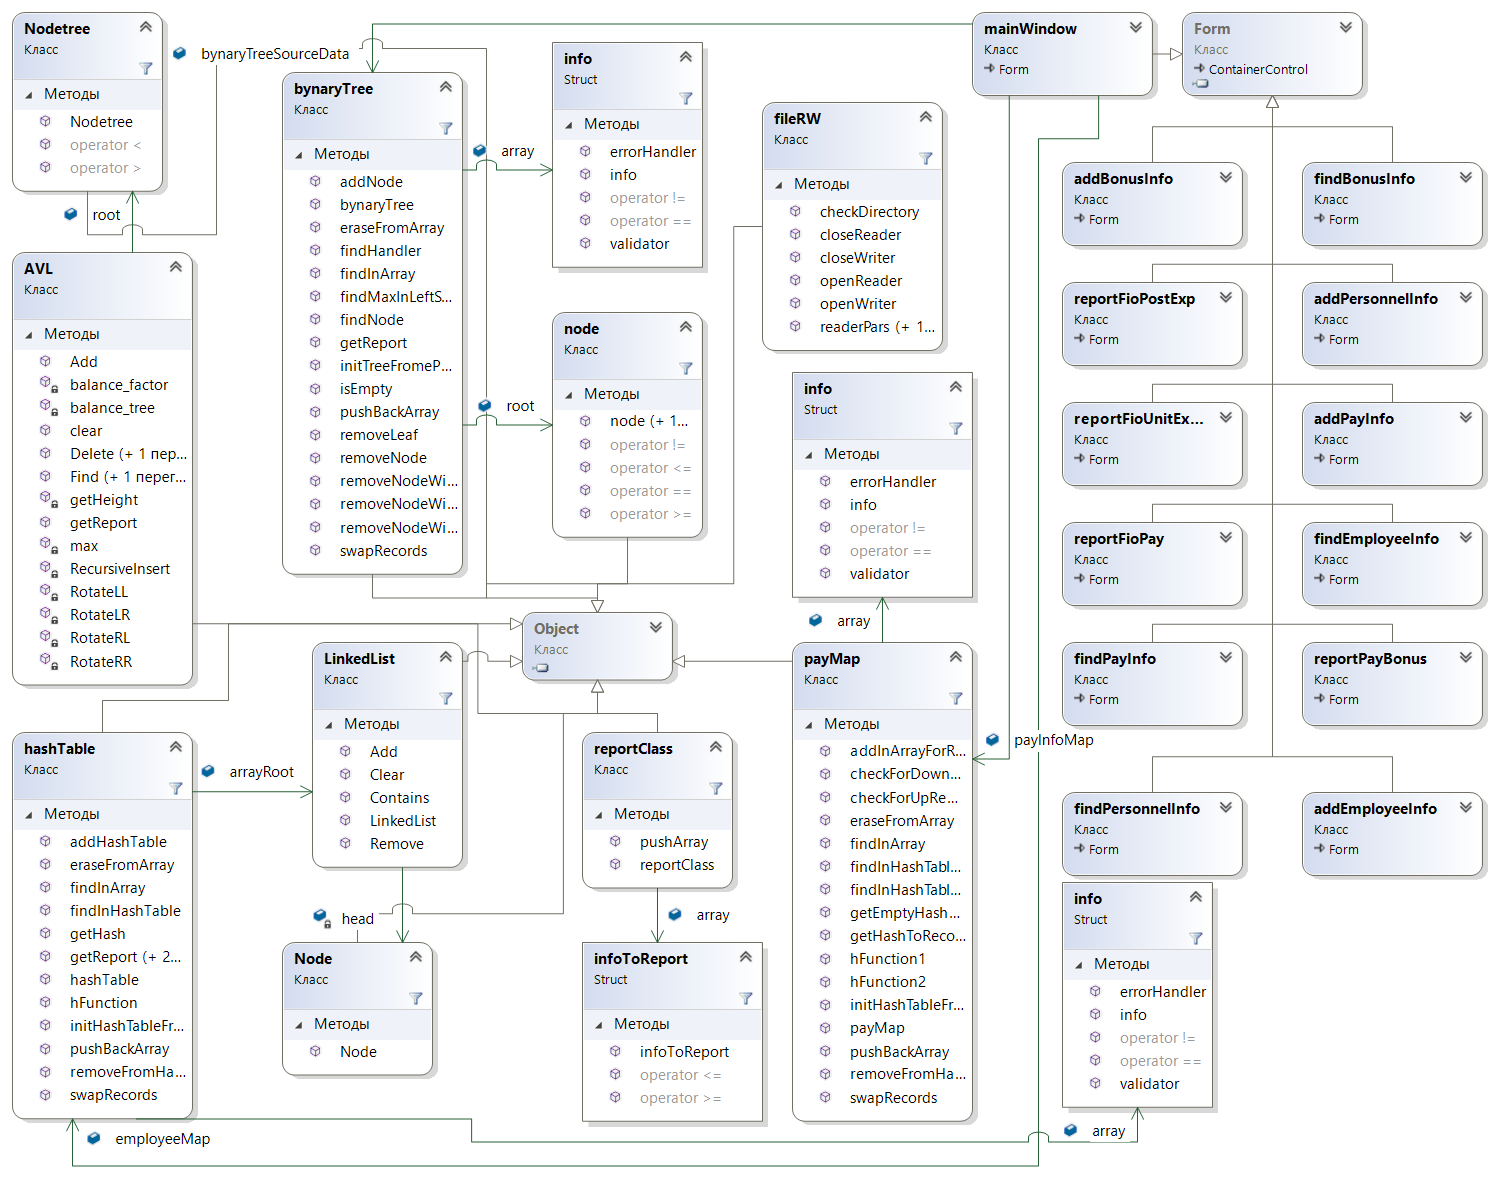 Nodetree
Класс
Методы
Nodetree
operator <
operator >
bynaryTreeSourceData
root
AVL
Класс
Методы
Add
balance_factor
balance_tree
clear
Delete (+ 1 пер...
Find (+ 1 перег...
getHeight
getReport
max
RecursiveInsert
RotateLL
RotateLR
RotateRL
RotateRR
bynaryTree
Класс
Методы
addNode
bynaryTree
eraseFromArray
findHandler
findInArray
findMaxInLeftS...
findNode
getReport
initTreeFromeP...
isEmpty
pushBackArray
removeLeaf
removeNode
removeNodeWi...
removeNodeWi...
removeNodeWi...
swapRecords
array
root
info
Struct
Методы
errorHandler
info
operator !=
operator ==
validator
node
Класс
Методы
node (+ 1...
operator !=
operator <=
operator ==
operator >=
fileRW
Класс
Методы
checkDirectory
closeReader
closeWriter
openReader
openWriter
readerPars (+ 1...
info
Struct
Методы
errorHandler
info
operator !=
operator ==
validator
array
Object
Класс
mainWindow
Класс
Form
Form
Класс
ContainerControl
addBonusInfo
Класс
Form
findBonusInfo
Класс
Form
reportFioPostExp
Класс
Form
addPersonnelInfo
Класс
Form
reportFioUnitEx...
Класс
Form
addPayInfo
Класс
Form
reportFioPay
Класс
Form
findEmployeeInfo
Класс
Form
findPayInfo
Класс
Form
reportPayBonus
Класс
Form
findPersonnelInfo
Класс
Form
addEmployeeInfo
Класс
Form
hashTable
Класс
Методы
addHashTable
eraseFromArray
findInArray
findInHashTable
getHash
getReport (+ 2...
hashTable
hFunction
initHashTableFr...
pushBackArray
removeFromHa...
swapRecords
arrayRoot
employeeMap
LinkedList
Класс
Методы
Add
Clear
Contains
LinkedList
Remove
head
Node
Класс
Методы
Node
reportClass
Класс
Методы
pushArray
reportClass
array
infoToReport
Struct
Методы
infoToReport
operator <=
operator >=
payMap
Класс
Методы
addInArrayForR...
checkForDown...
checkForUpRe...
eraseFromArray
findInArray
findInHashTabl...
findInHashTabl...
getEmptyHash...
getHashToReco...
hFunction1
hFunction2
initHashTableFr...
payMap
pushBackArray
removeFromHa...
swapRecords
payInfoMap
info
Struct
Методы
errorHandler
info
operator !=
operator ==
validator
array